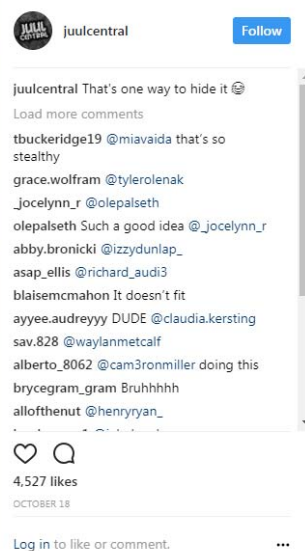 JUUL
CENTRAL
juulcentral
Follow
juulcentral That's one way to hide it 😂
Load more comments
tbuckeridge19 @miavaida that's so
stealthy
grace.wolfram @tylerolenak
_jocelynn_r @olepalseth
olepalseth Such a good idea @_jocelynn_r
abby.bronicki @izzydunlap_
asap_ellis @richard_audi3
blaisemcmahon It doesn't fit
ayyee.audreyyy DUDE @claudia.kersting
sav.828 @waylanmetcalf
alberto_8062 @cam3ronmiller doing this
brycegram_gram Bruhhhhh
allofthenut @henryryan_
4,527 likes
OCTOBER 18
Log in to like or comment.